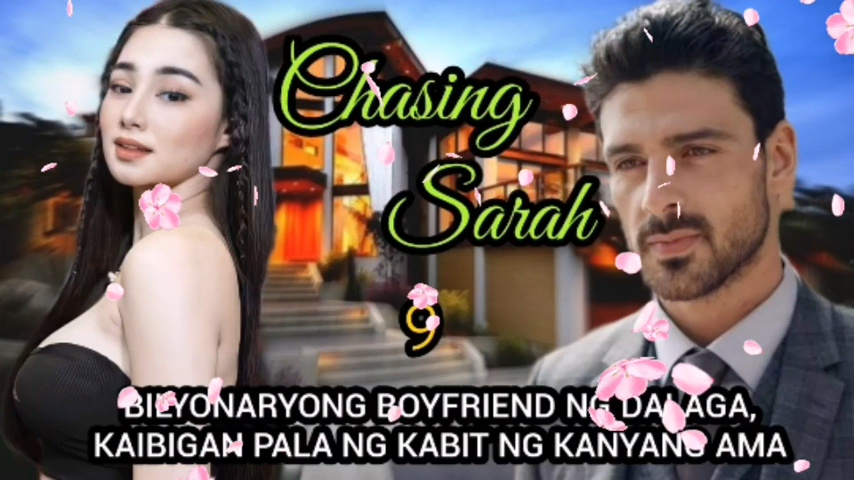 Chasing
Sarah
9
BILYONARYONG BOYFRIEND NG DALAGA,
KAIBIGAN PALA NG KABIT NG KANYANG AMA